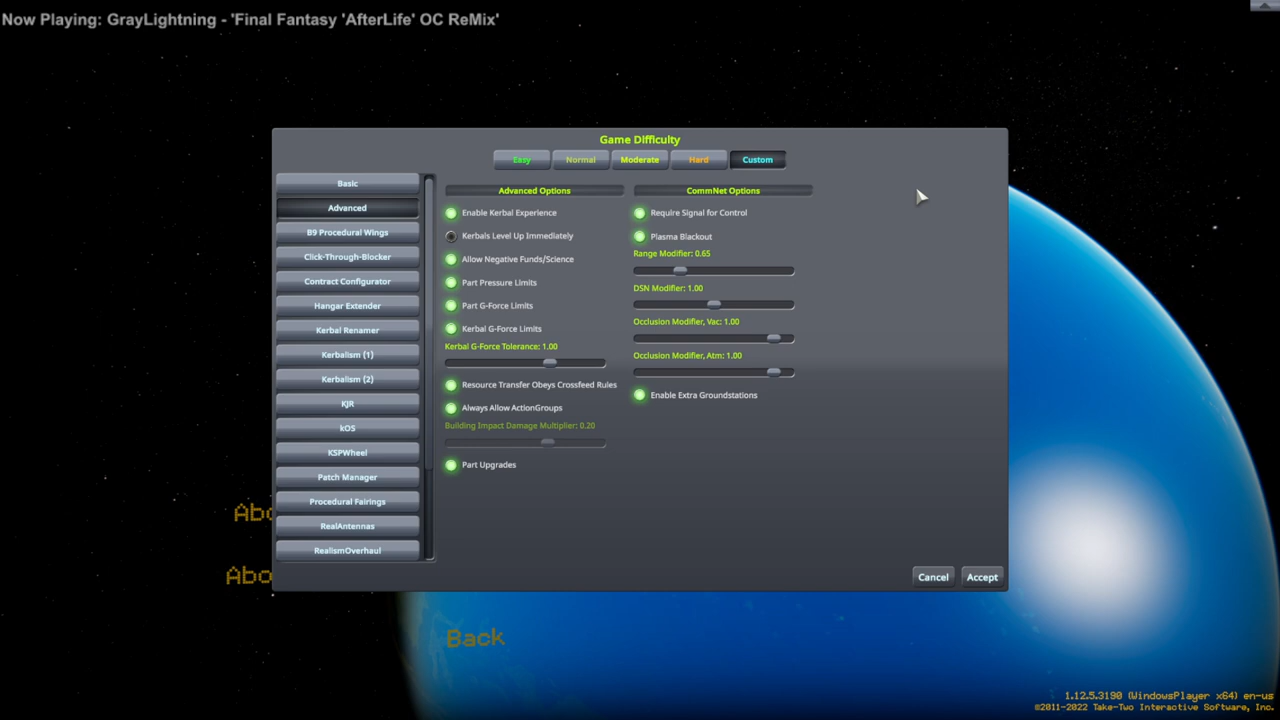 Now Playing: GrayLightning - 'Final Fantasy 'AfterLife' OC ReMix'
Game Difficulty
Easy
Normal
Moderate
Hard
Custom
Basic
Advanced
B9 Procedural Wings
Click-Through-Blocker
Contract Configurator
Hangar Extender
Kerbal Renamer
Kerbalism (1)
Kerbalism (2)
KJR
kOS
KSPWheel
Patch Manager
Procedural Fairings
RealAntennas
RealismOverhaul
Advanced Options
Enable Kerbal Experience
Kerbals Level Up Immediately
Allow Negative Funds/Science
Part Pressure Limits
Part G-Force Limits
Kerbal G-Force Limits
Kerbal G-Force Tolerance: 1.00
Resource Transfer Obeys Crossfeed Rules
Always Allow ActionGroups
Building Impact Damage Multiplier: 0.20
Part Upgrades
CommNet Options
Require Signal for Control
Plasma Blackout
Range Modifier: 0.65
DSN Modifier: 1.00
Occlusion Modifier, Vac: 1.00
Occlusion Modifier, Atm: 1.00
Enable Extra Groundstations
Cancel
Accept
Abo
Abo
Back
1.12.5.3190 (WindowsPlayer x64) en-us
©2011-2022 Take-Two Interactive Software, Inc.